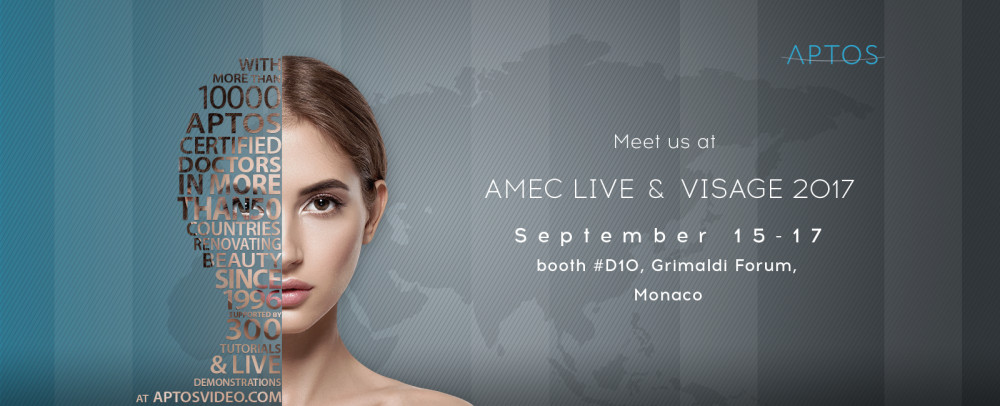 WITH
MORE THAN
10000
APTOS
CERTIFIED
DOCTORS
IN MORE
THAN 50
COUNTRIES
RENOVATING
BEAUTY
SINCE
1996
SUPPORTED BY
300
TUTORIALS
& LIVE
DEMONSTRATIONS
AT APTOSVIDEO.COM
APTOS
Meet us at
AMEC LIVE & VISAGE 2017
September 15-17
booth #D10, Grimaldi Forum,
Monaco